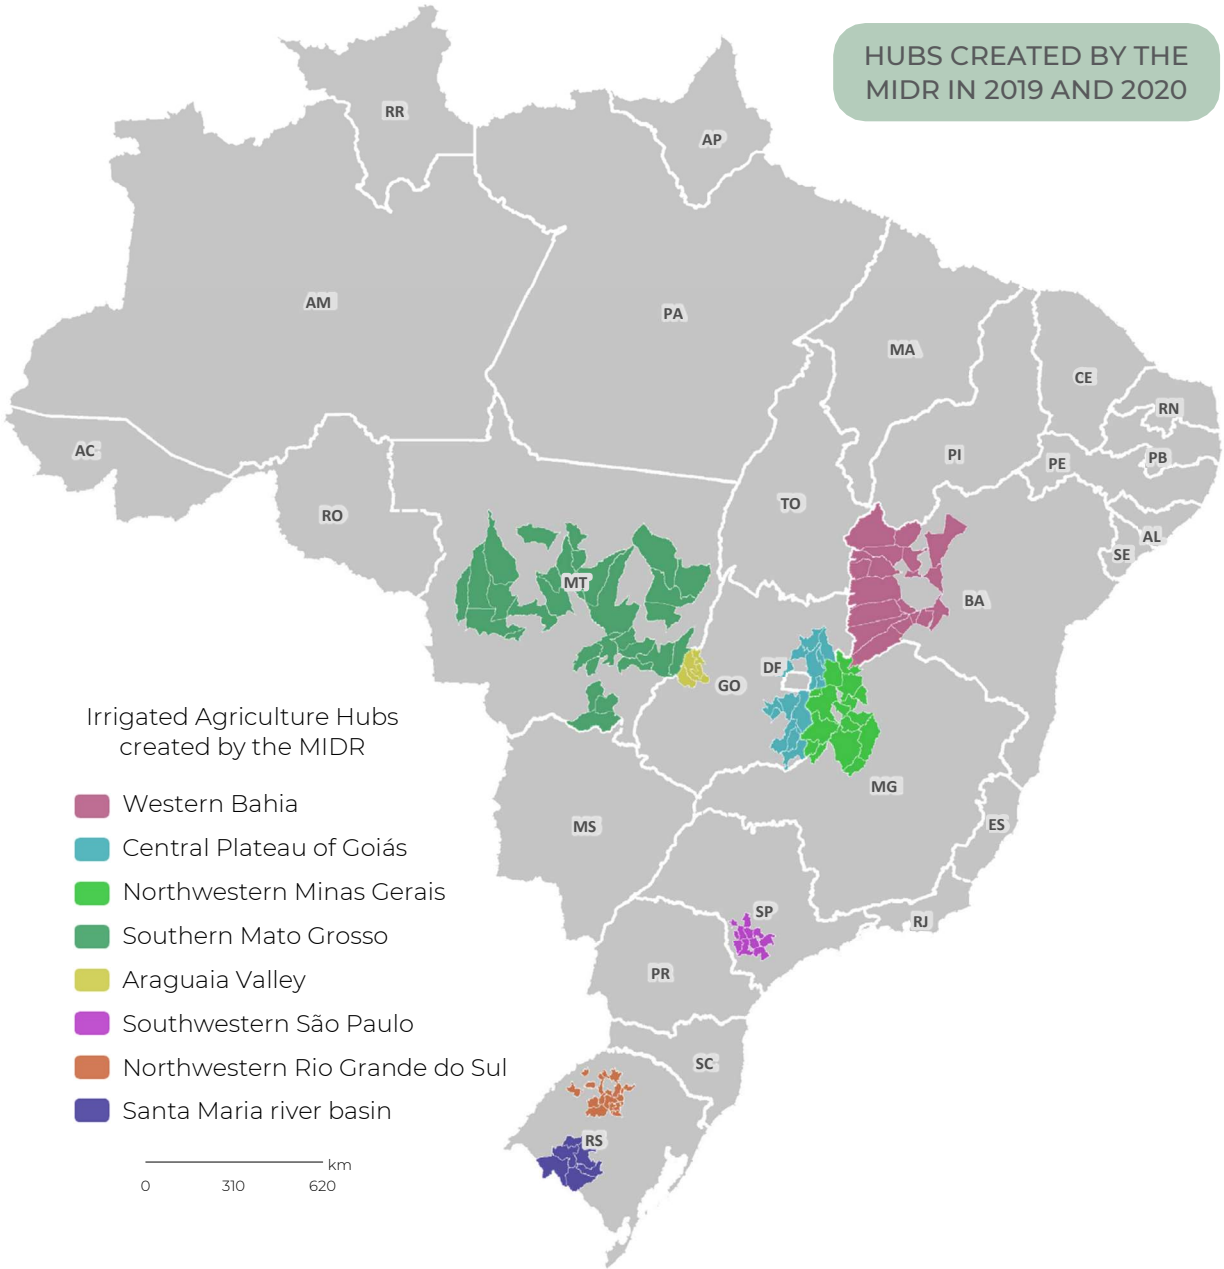 HUBS CREATED BY THE
MIDR IN 2019 AND 2020
RR
AP
AM
PA
MA
CE
RN
AC
PI
PE
PB
TO
RO
AL
SE
MT
BA
DF
GO
Irrigated Agriculture Hubs
created by the MIDR
MG
Western Bahia
MS
ES
Central Plateau of Goiás
Northwestern Minas Gerais
SP
RJ
Southern Mato Grosso
PR
Araguaia Valley
Southwestern São Paulo
SC
Northwestern Rio Grande do Sul
Santa Maria river basin
RS
km
0 310 620